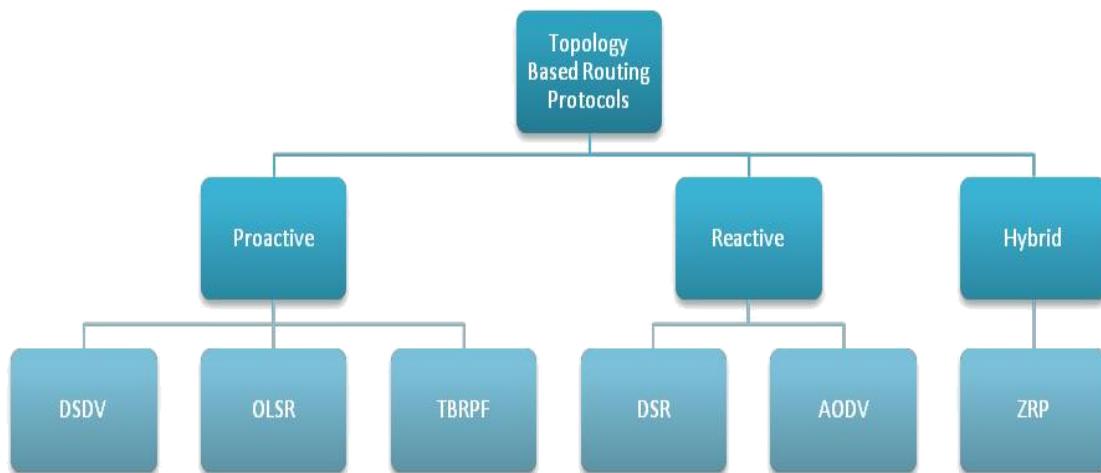 Topology
Based Routing
Protocols
Proactive
Reactive
Hybrid
DSDV
OLSR
TBRPF
DSR
AODV
ZRP